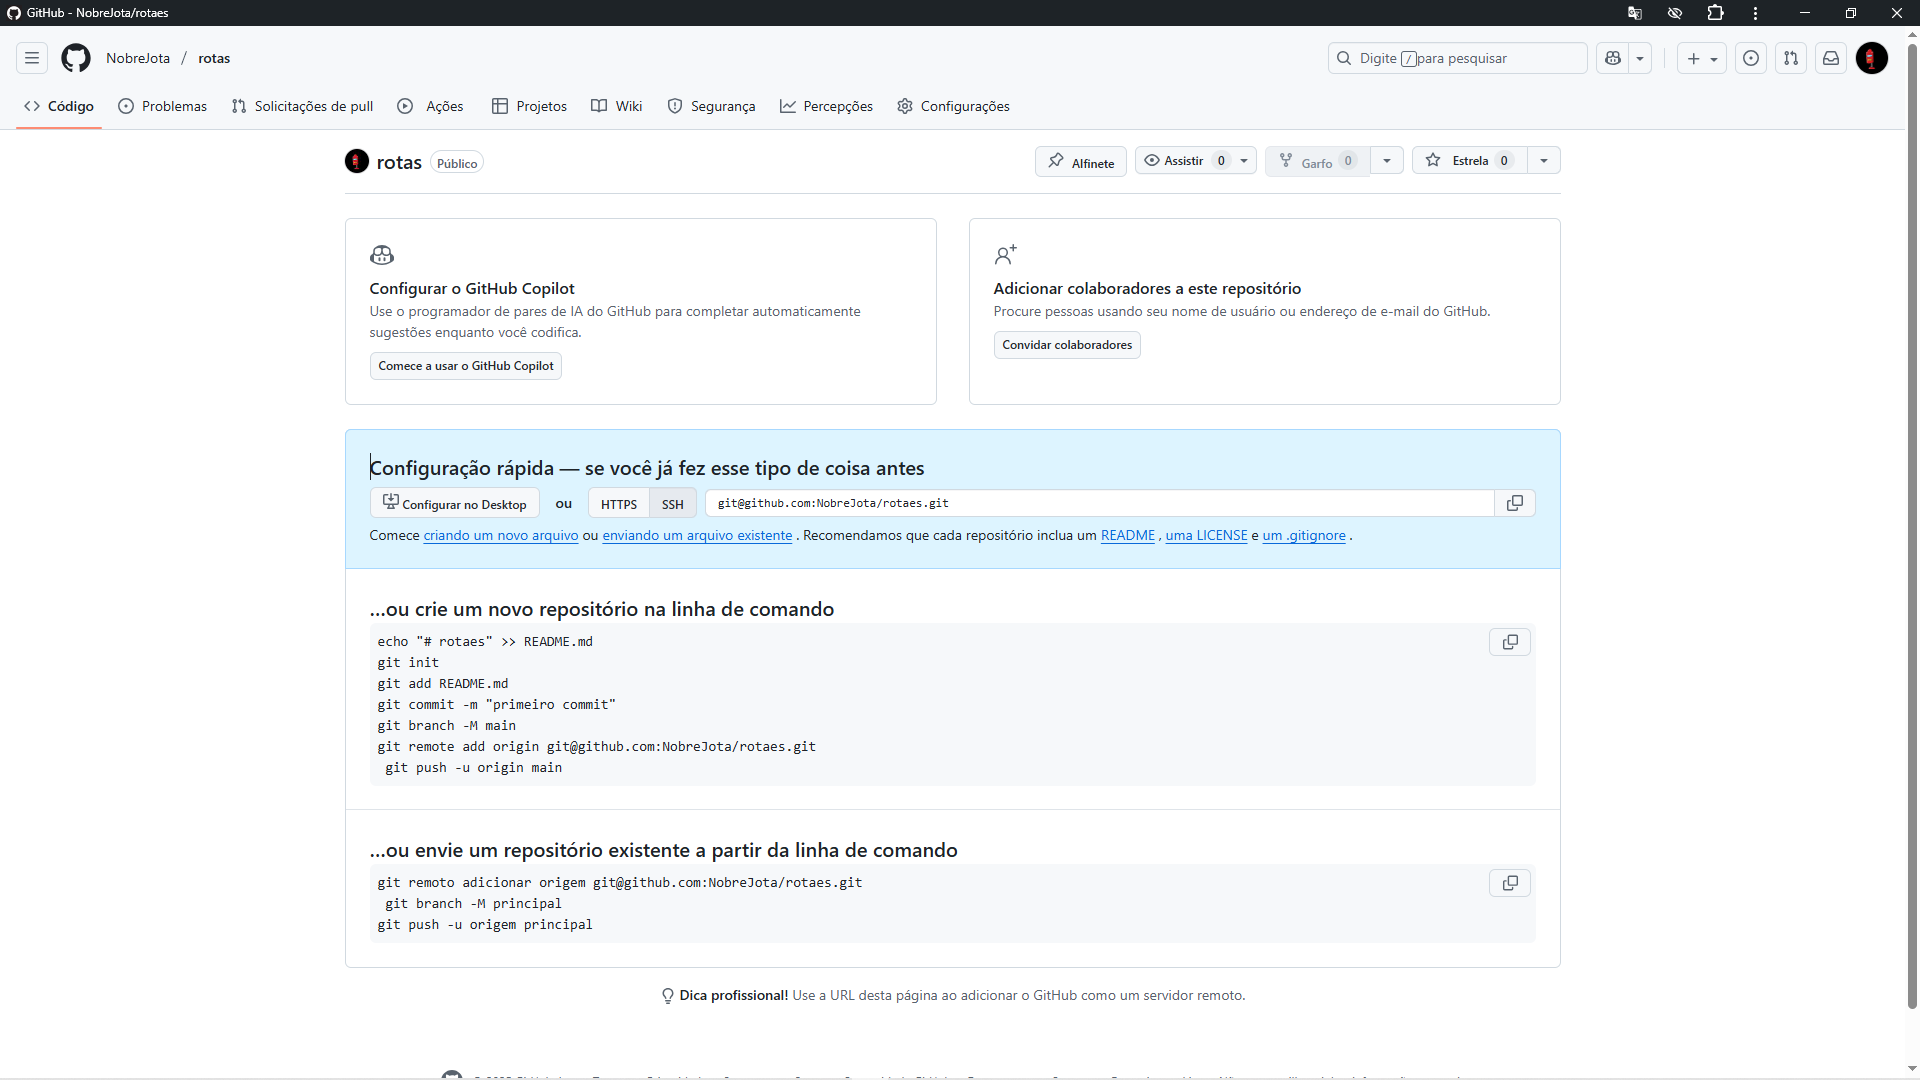 GitHub - NobreJota/rotaes
NobreJota / rotas
Digite / para pesquisar
Código Problemas Solicitações de pull Ações Projetos Wiki Segurança Percepções Configurações
rotas Público
Alfinete Assistir 0 Garfo 0 Estrela 0
Configurar o GitHub Copilot
Use o programador de pares de IA do GitHub para completar automaticamente
sugestões enquanto você codifica.
Comece a usar o GitHub Copilot
Adicionar colaboradores a este repositório
Procure pessoas usando seu nome de usuário ou endereço de e-mail do GitHub.
Convidar colaboradores
Configuração rápida — se você já fez esse tipo de coisa antes
Configurar no Desktop ou HTTPS SSH git@github.com:NobreJota/rotaes.git
Comece criando um novo arquivo ou enviando um arquivo existente . Recomendamos que cada repositório inclua um README , uma LICENSE e um .gitignore .
...ou crie um novo repositório na linha de comando
echo "# rotaes" >> README.md
git init
git add README.md
git commit -m "primeiro commit"
git branch -M main
git remote add origin git@github.com:NobreJota/rotaes.git
git push -u origin main
...ou envie um repositório existente a partir da linha de comando
git remoto adicionar origem git@github.com:NobreJota/rotaes.git
git branch -M principal
git push -u origem principal
Dica profissional! Use a URL desta página ao adicionar o GitHub como um servidor remoto.